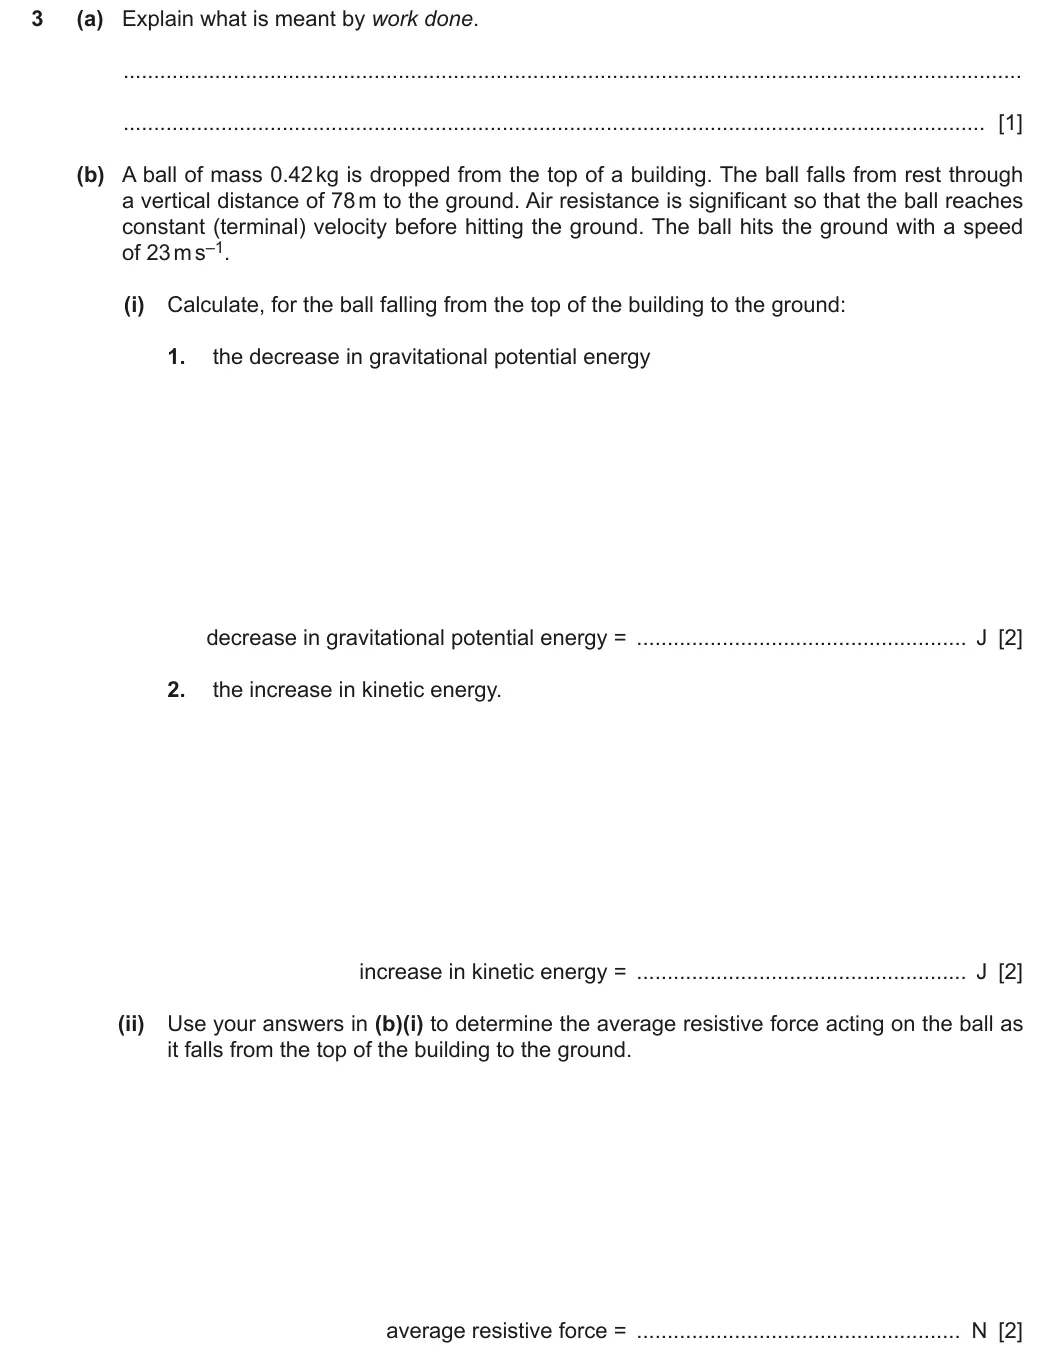 3 (a) Explain what is meant by work done.
....................................................................................................................................................
.............................................................................................................................................. [1]
(b) A ball of mass 0.42 kg is dropped from the top of a building. The ball falls from rest through
a vertical distance of 78 m to the ground. Air resistance is significant so that the ball reaches
constant (terminal) velocity before hitting the ground. The ball hits the ground with a speed
of 23 m s⁻¹.
(i) Calculate, for the ball falling from the top of the building to the ground:
1. the decrease in gravitational potential energy
decrease in gravitational potential energy = ...................................................... J [2]
2. the increase in kinetic energy.
increase in kinetic energy = ...................................................... J [2]
(ii) Use your answers in (b)(i) to determine the average resistive force acting on the ball as
it falls from the top of the building to the ground.
average resistive force = ..................................................... N [2]